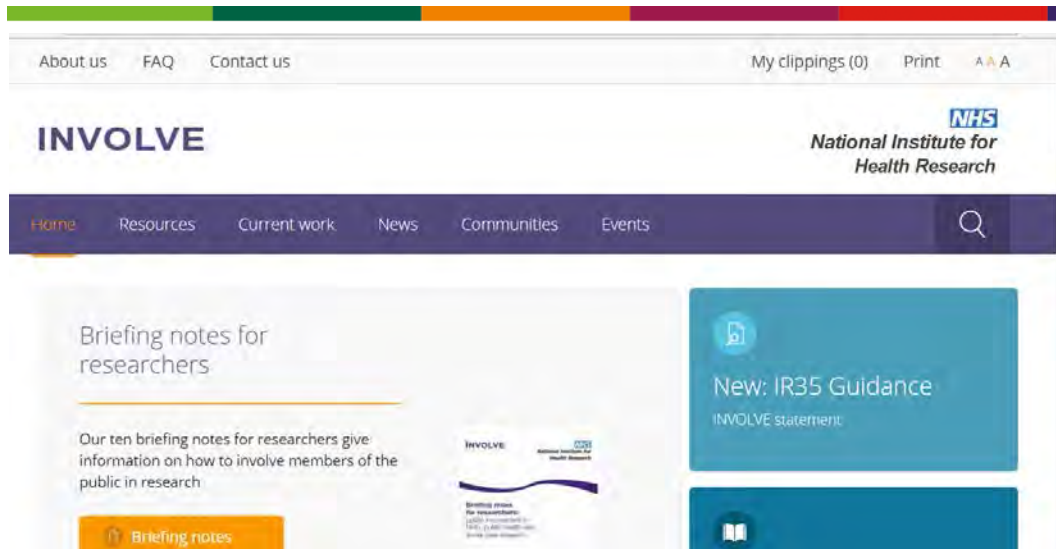 About us FAQ Contact us My clippings (0) Print A A A
INVOLVE
NHS
National Institute for
Health Research
Home Resources Current work News Communities Events
Briefing notes for
researchers
Our ten briefing notes for researchers give
information on how to involve members of the
public in research
Briefing notes
INVOLVE
NHS
National Institute for
Health Research
Briefing notes
for researchers:
New: IR35 Guidance
INVOLVE statement